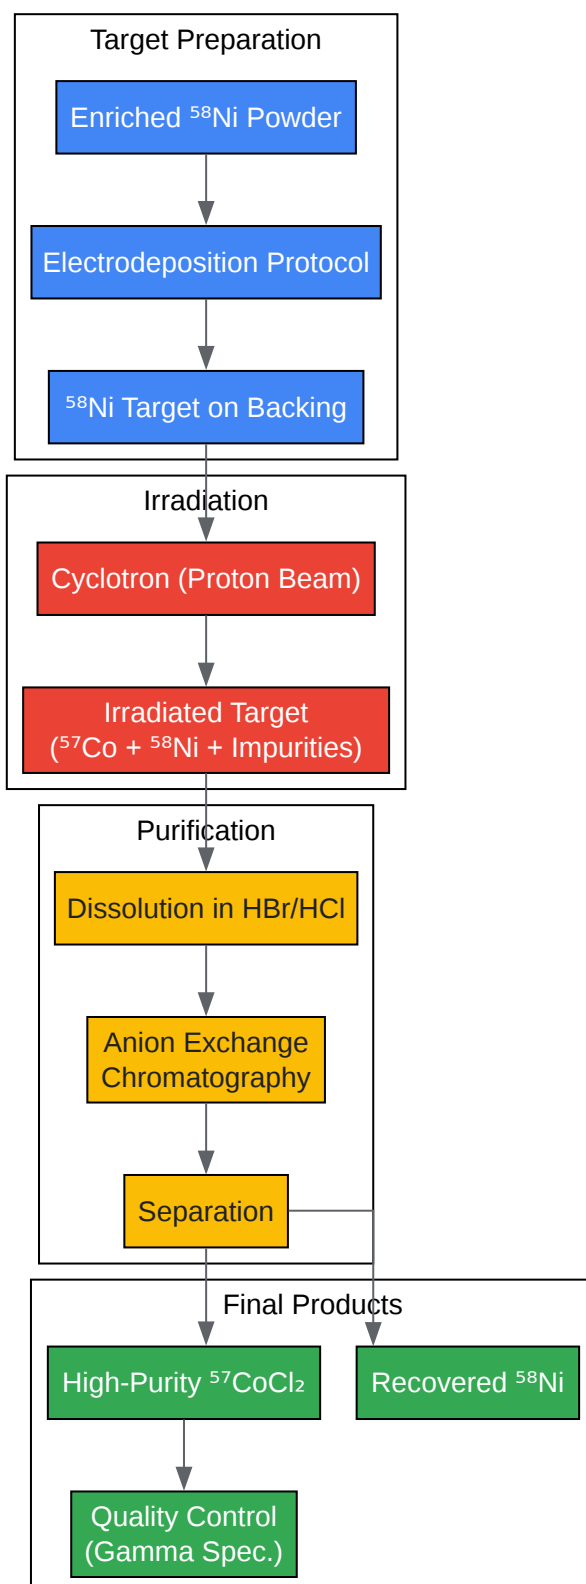 Target Preparation
Enriched ⁵⁸Ni Powder
Electrodeposition Protocol
⁵⁸Ni Target on Backing
Irradiation
Cyclotron (Proton Beam)
Irradiated Target
(⁵⁷Co + ⁵⁸Ni + Impurities)
Purification
Dissolution in HBr/HCl
Anion Exchange
Chromatography
Separation
Final Products
High-Purity ⁵⁷CoCl₂
Recovered ⁵⁸Ni
Quality Control
(Gamma Spec.)